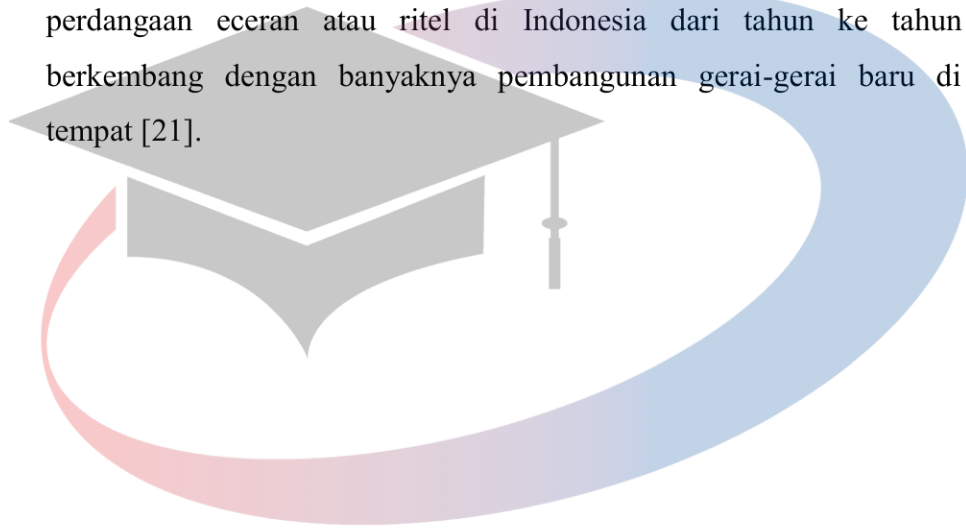 perdangaan eceran atau ritel di Indonesia dari tahun ke tahun
berkembang dengan banyaknya pembangunan gerai-gerai baru di
tempat [21].